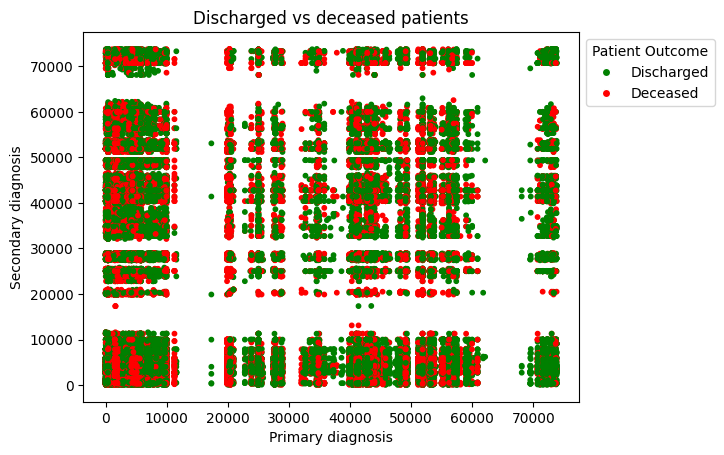 Discharged vs deceased patients
Patient Outcome
Discharged
Deceased
70000
60000
50000
40000
30000
20000
10000
0
Secondary diagnosis
0 10000 20000 30000 40000 50000 60000 70000
Primary diagnosis